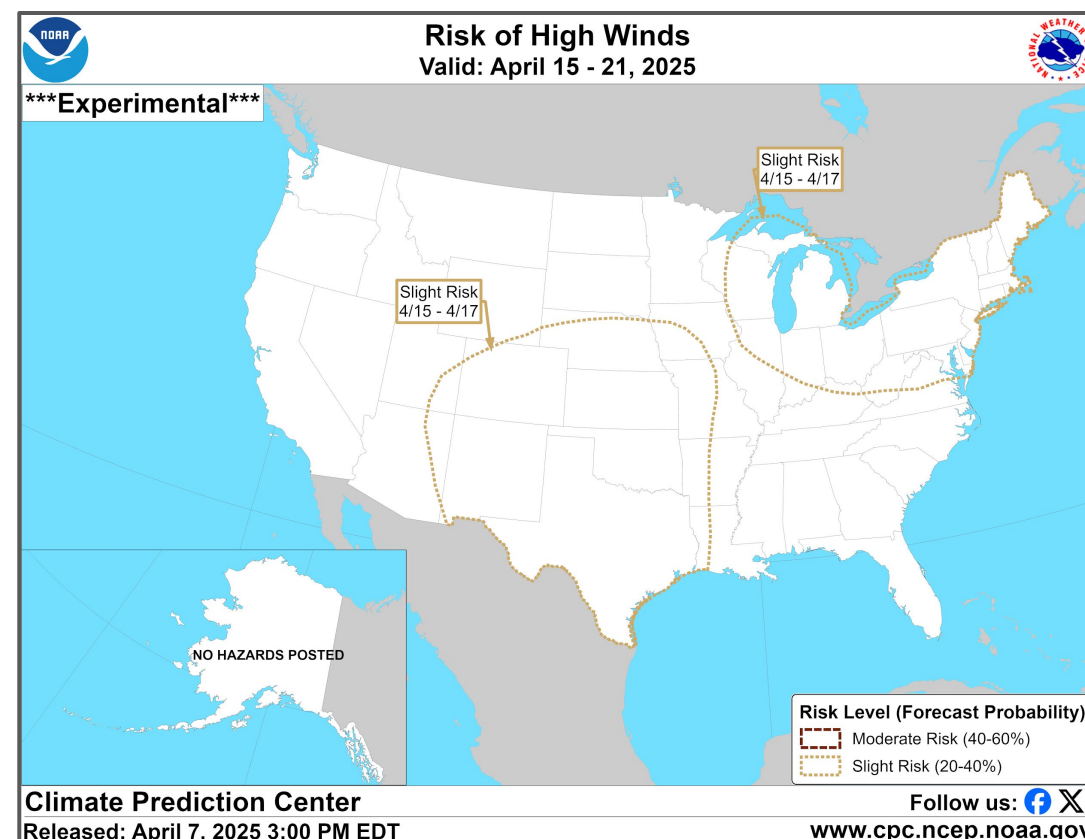 NOAA
Risk of High Winds
Valid: April 15 - 21, 2025
***Experimental***
Slight Risk
4/15 - 4/17
Slight Risk
4/15 - 4/17
NO HAZARDS POSTED
Risk Level (Forecast Probability)
Moderate Risk (40-60%)
Slight Risk (20-40%)
Climate Prediction Center
Follow us:
Released: April 7, 2025 3:00 PM EDT
www.cpc.ncep.noaa.gov